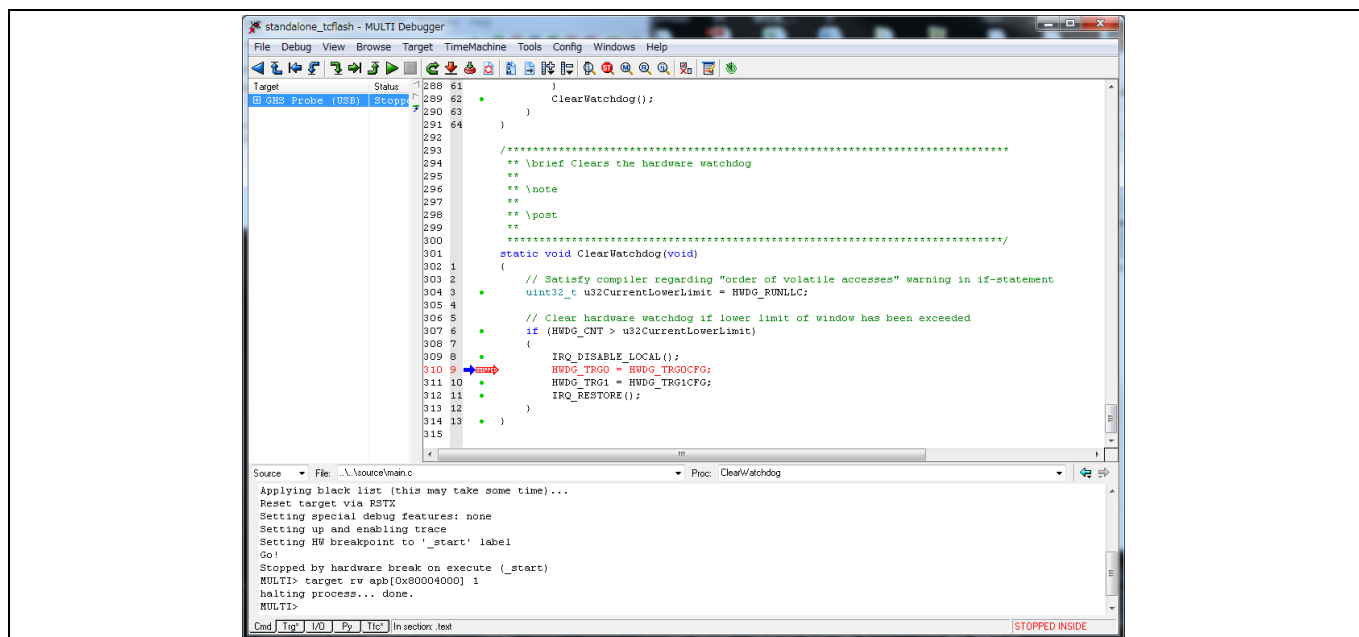 standalone_tcflash - MULTI Debugger
File Debug View Browse Target TimeMachine Tools Config Windows Help
Target Status
GHS Probe (USB) Stopp
288 61 }
289 62 ClearWatchdog();
290 63 }
291 64 }
292
293 /******************************************************************************
294 ** \brief Clears the hardware watchdog
295 **
296 ** \note
297 **
298 ** \post
299 **
300 *****************************************************************************/
301 static void ClearWatchdog(void)
302 1 {
303 2 // Satisfy compiler regarding "order of volatile accesses" warning in if-statement
304 3 uint32_t u32CurrentLowerLimit = HWDG_RUNLLC;
305 4
306 5 // Clear hardware watchdog if lower limit of window has been exceeded
307 6 if (HWDG_CNT > u32CurrentLowerLimit)
308 7 {
309 8 IRQ_DISABLE_LOCAL();
310 9 HWDG_TRG0 = HWDG_TRG0CFG;
311 10 HWDG_TRG1 = HWDG_TRG1CFG;
312 11 IRQ_RESTORE();
313 12 }
314 13 }
315
Source File: ..\..\source\main.c Proc: ClearWatchdog
Applying black list (this may take some time)...
Reset target via RSTX
Setting special debug features: none
Setting up and enabling trace
Setting HW breakpoint to '_start' label
Go!
Stopped by hardware break on execute (_start)
MULTI> target rw apb[0x80004000] 1
halting process... done.
MULTI>
Cmd Trg* I/O Py Tfc* In section: .text STOPPED INSIDE